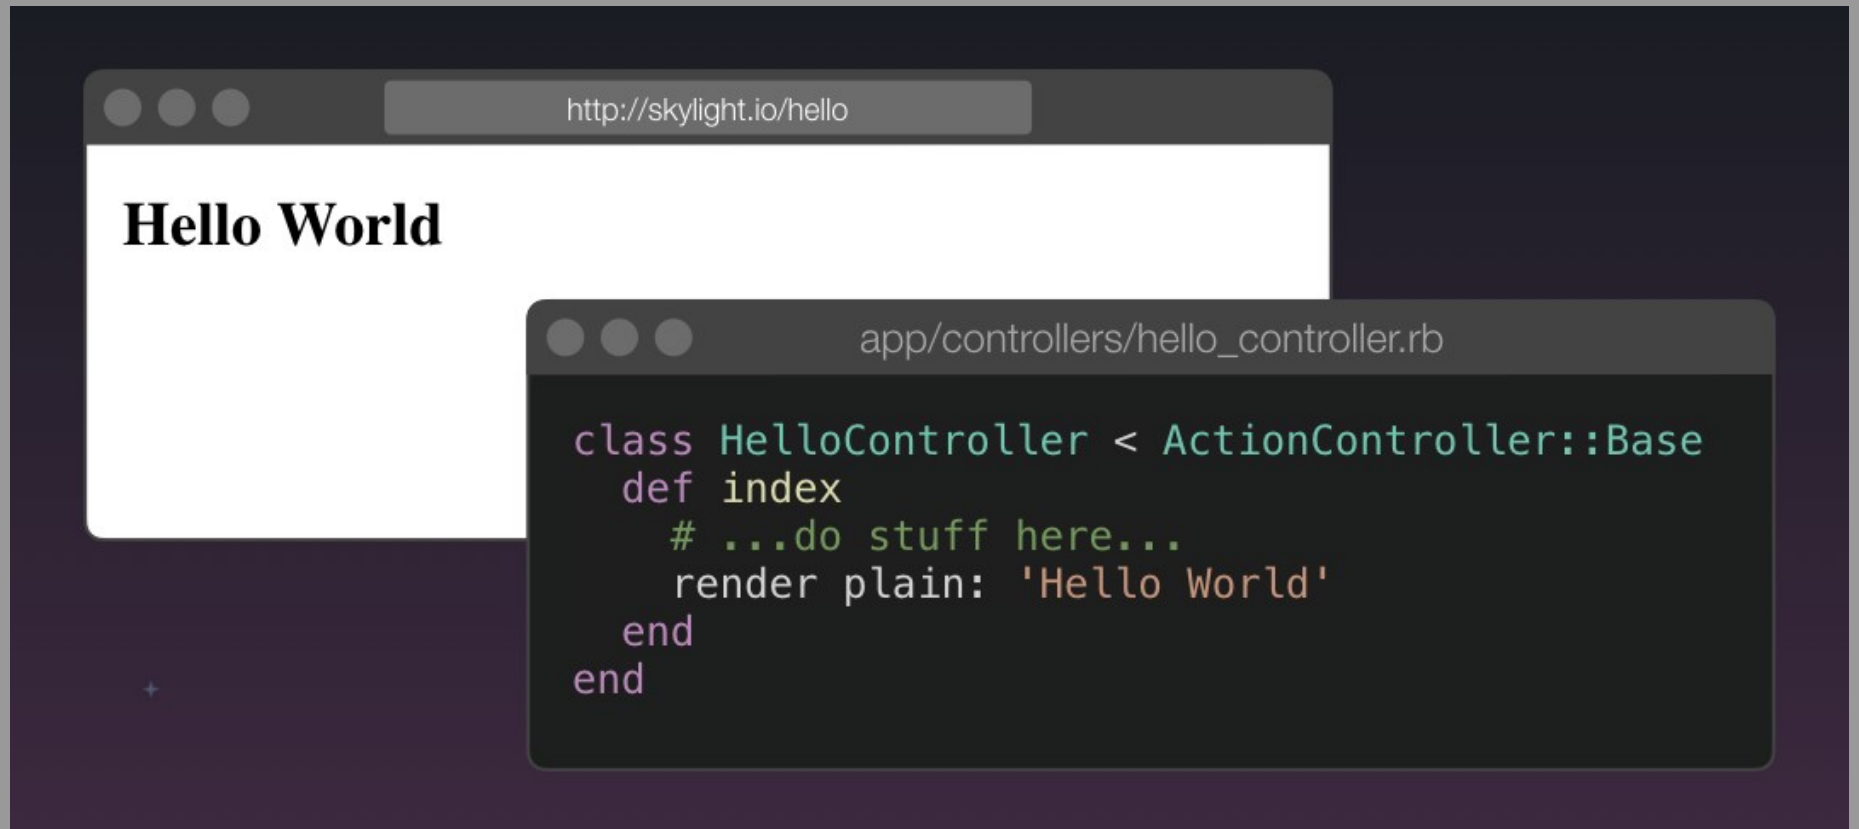 http://skylight.io/hello
Hello World
app/controllers/hello_controller.rb
class HelloController < ActionController::Base
  def index
    # ...do stuff here...
    render plain: 'Hello World'
  end
end